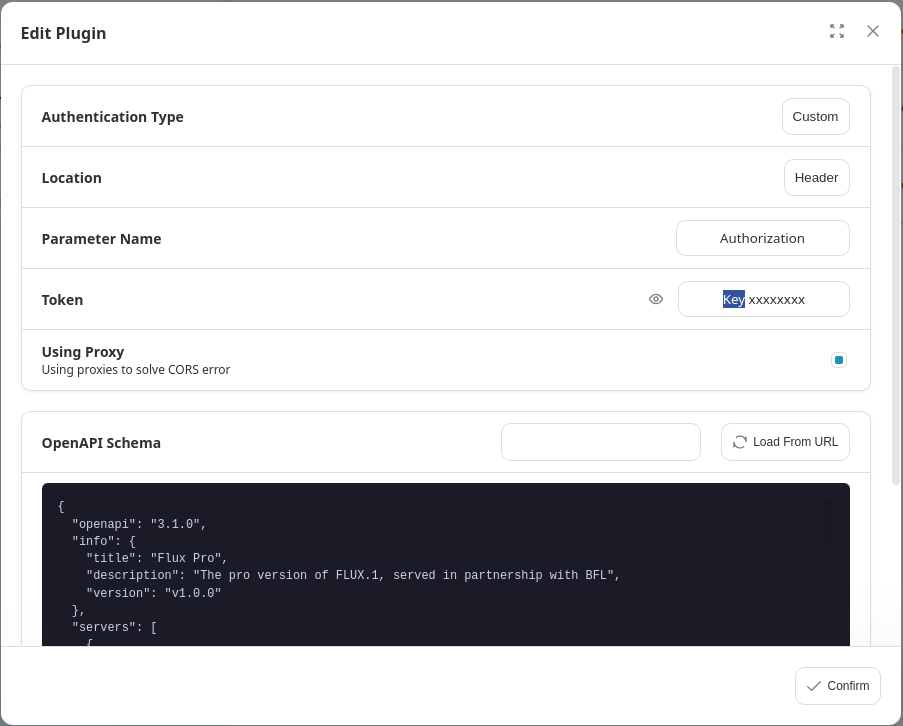 Edit Plugin
Authentication Type
Custom
Location
Header
Parameter Name
Authorization
Token
Key xxxxxxxx
Using Proxy
Using proxies to solve CORS error
OpenAPI Schema
Load From URL
{
  "openapi": "3.1.0",
  "info": {
    "title": "Flux Pro",
    "description": "The pro version of FLUX.1, served in partnership with BFL",
    "version": "v1.0.0"
  },
  "servers": [
    {
Confirm